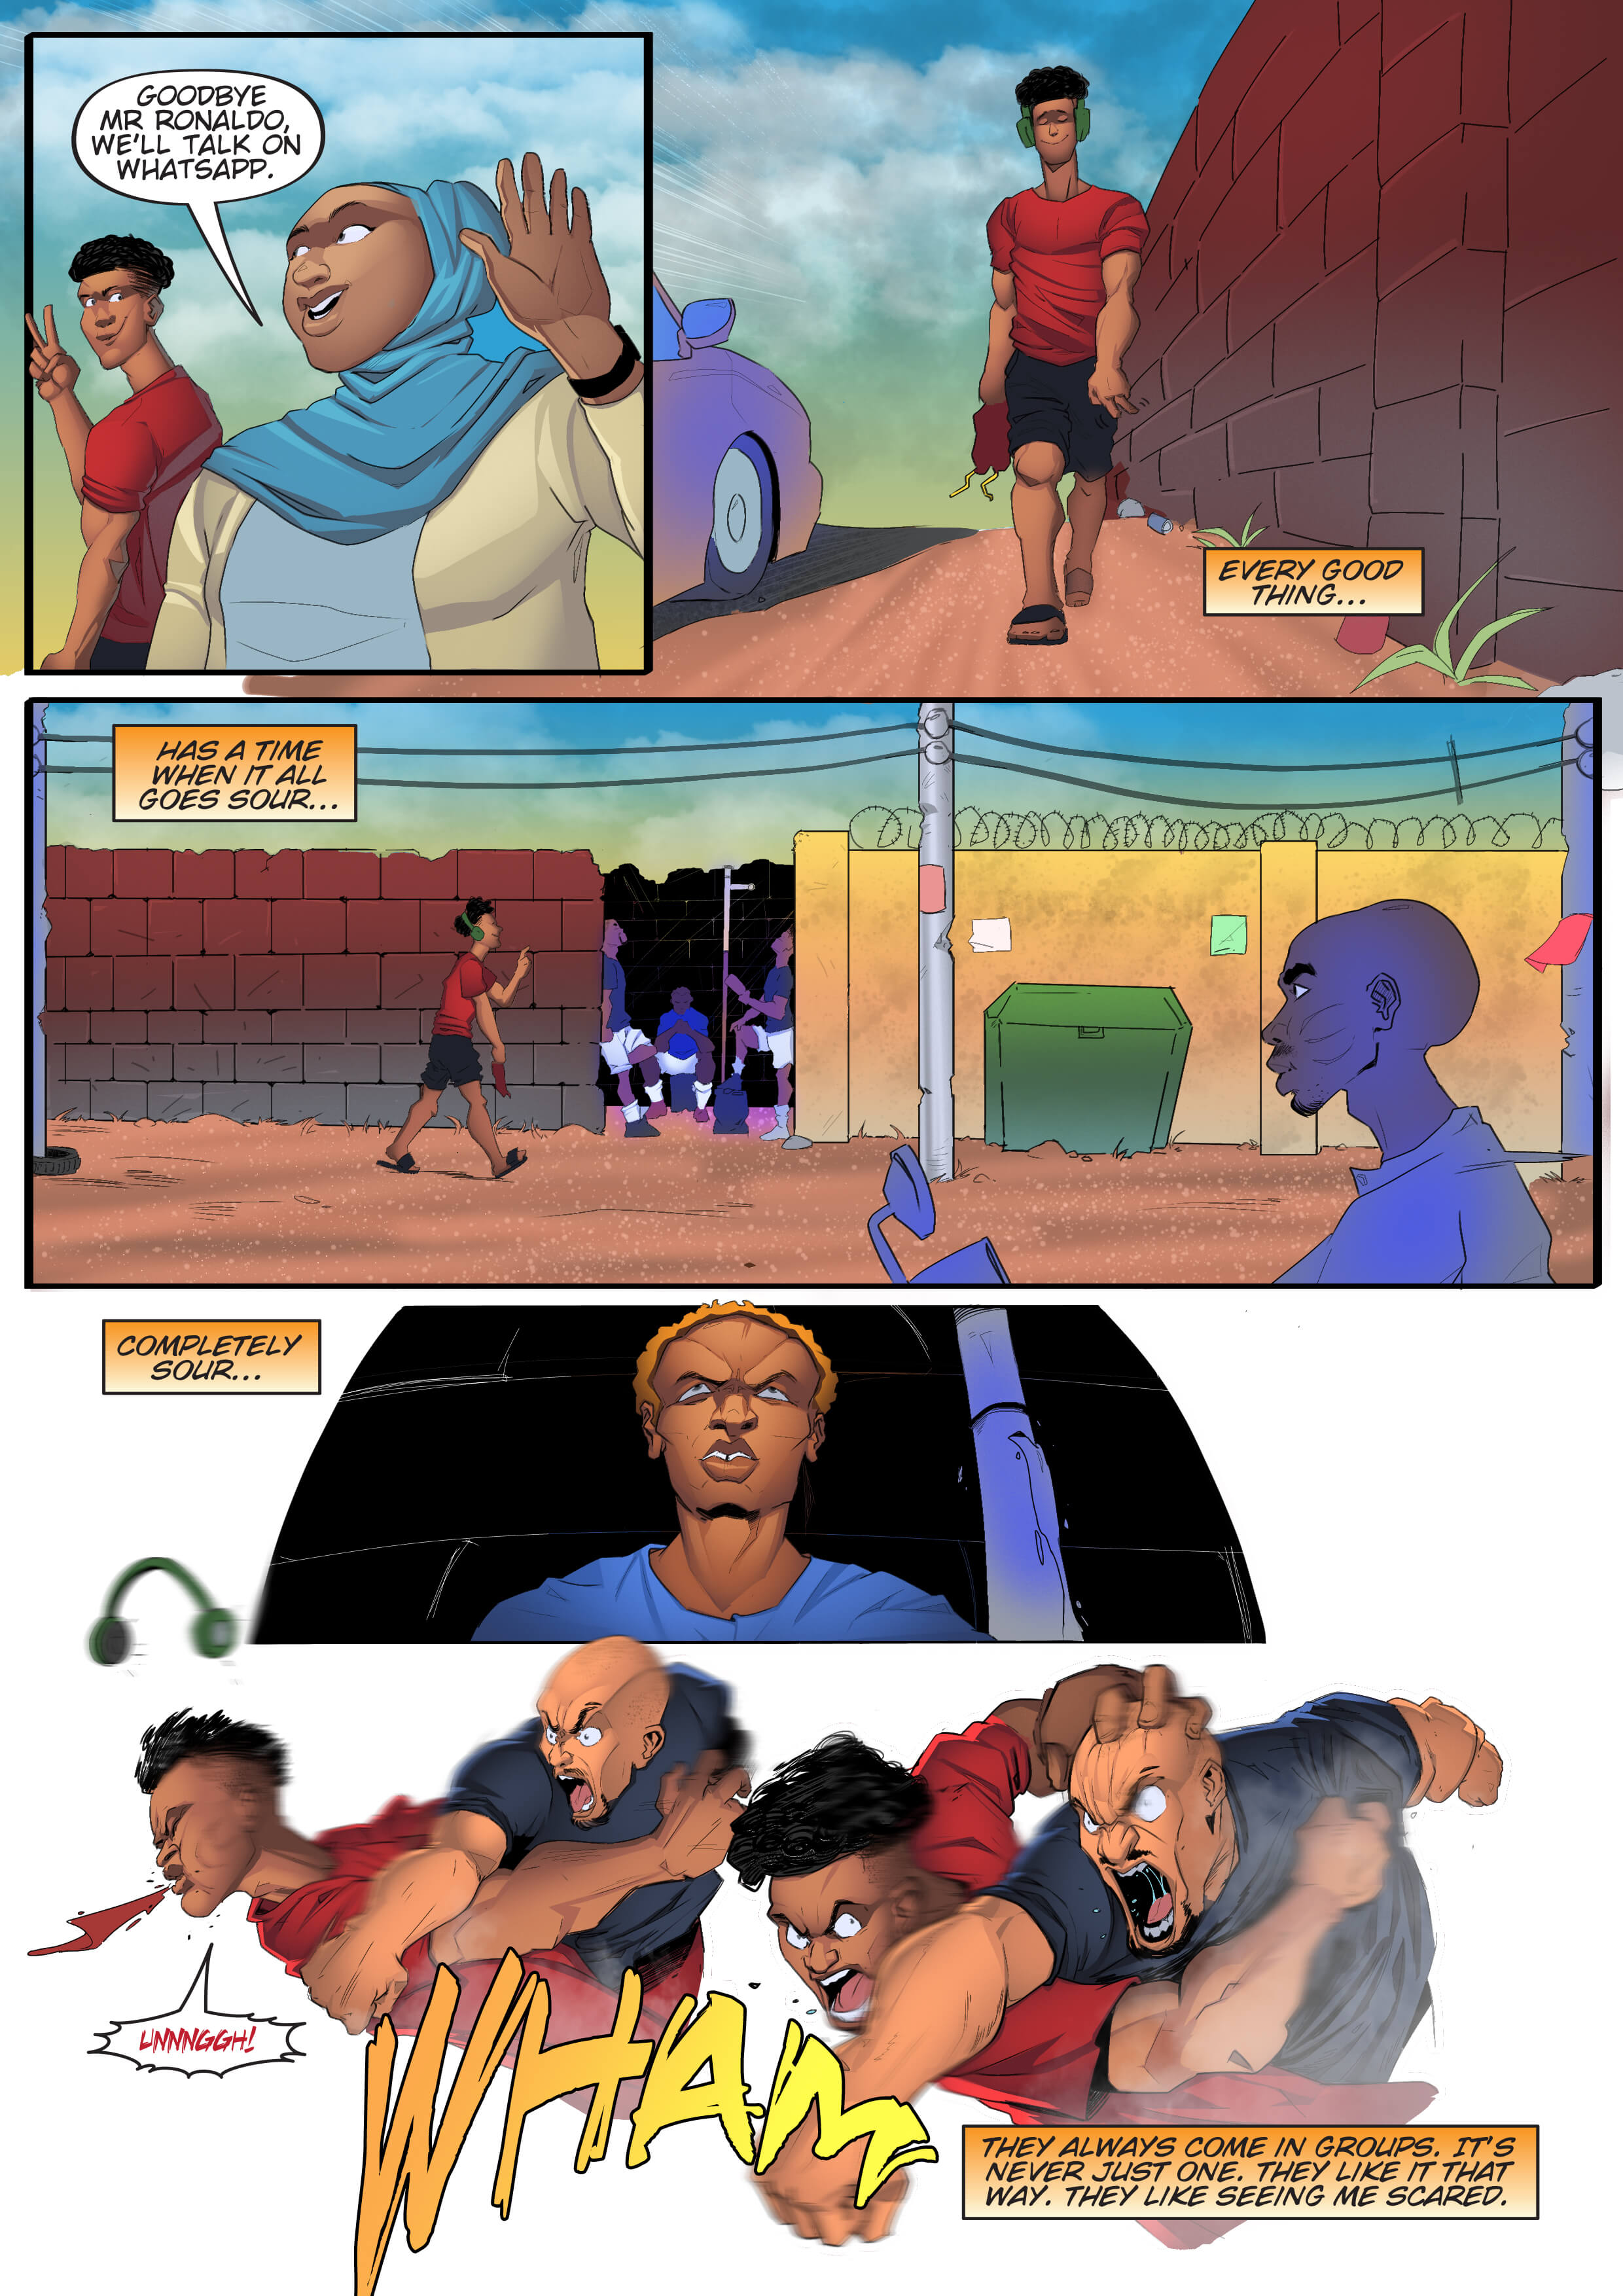 GOODBYE
MR RONALDO,
WE'LL TALK ON
WHATSAPP.
EVERY GOOD
THING...
HAS A TIME
WHEN IT ALL
GOES SOUR...
COMPLETELY
SOUR...
UNNNGGH!
WHAM
THEY ALWAYS COME IN GROUPS. IT'S
NEVER JUST ONE. THEY LIKE IT THAT
WAY. THEY LIKE SEEING ME SCARED.